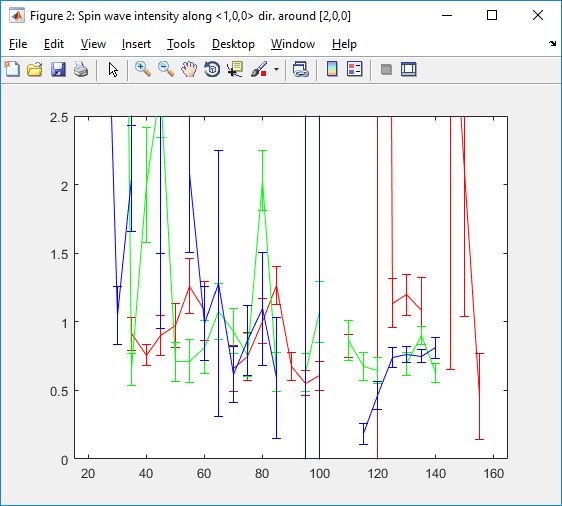 Figure 2: Spin wave intensity along <1,0,0> dir. around [2,0,0]
File Edit View Insert Tools Desktop Window Help
2.5
2
1.5
1
0.5
0
20 40 60 80 100 120 140 160